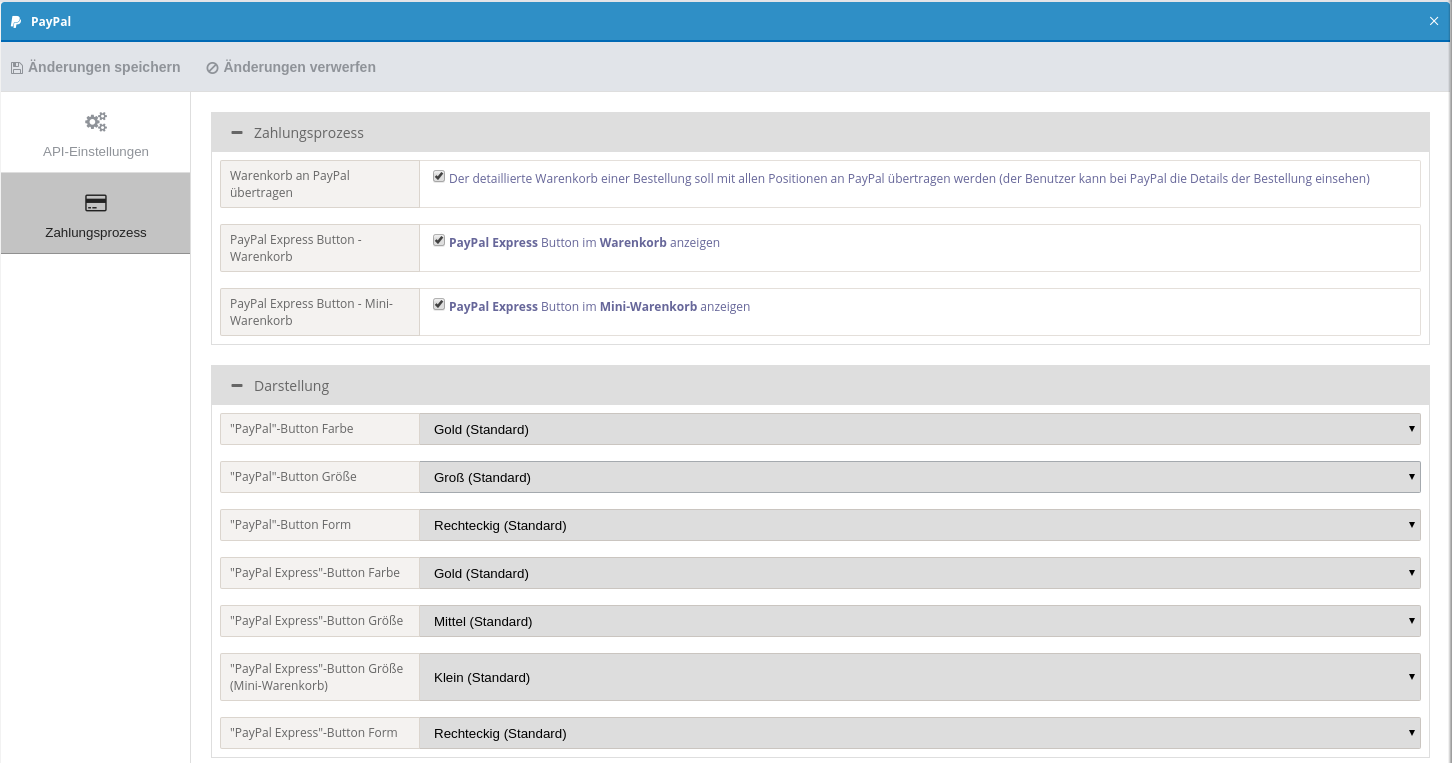 PayPal
Änderungen speichern
Änderungen verwerfen
API-Einstellungen
Zahlungsprozess
Zahlungsprozess
Warenkorb an PayPal
übertragen
Der detaillierte Warenkorb einer Bestellung soll mit allen Positionen an PayPal übertragen werden (der Benutzer kann bei PayPal die Details der Bestellung einsehen)
PayPal Express Button -
Warenkorb
PayPal Express Button im Warenkorb anzeigen
PayPal Express Button - Mini-
Warenkorb
PayPal Express Button im Mini-Warenkorb anzeigen
Darstellung
"PayPal"-Button Farbe
Gold (Standard)
"PayPal"-Button Größe
Groß (Standard)
"PayPal"-Button Form
Rechteckig (Standard)
"PayPal Express"-Button Farbe
Gold (Standard)
"PayPal Express"-Button Größe
Mittel (Standard)
"PayPal Express"-Button Größe
(Mini-Warenkorb)
Klein (Standard)
"PayPal Express"-Button Form
Rechteckig (Standard)